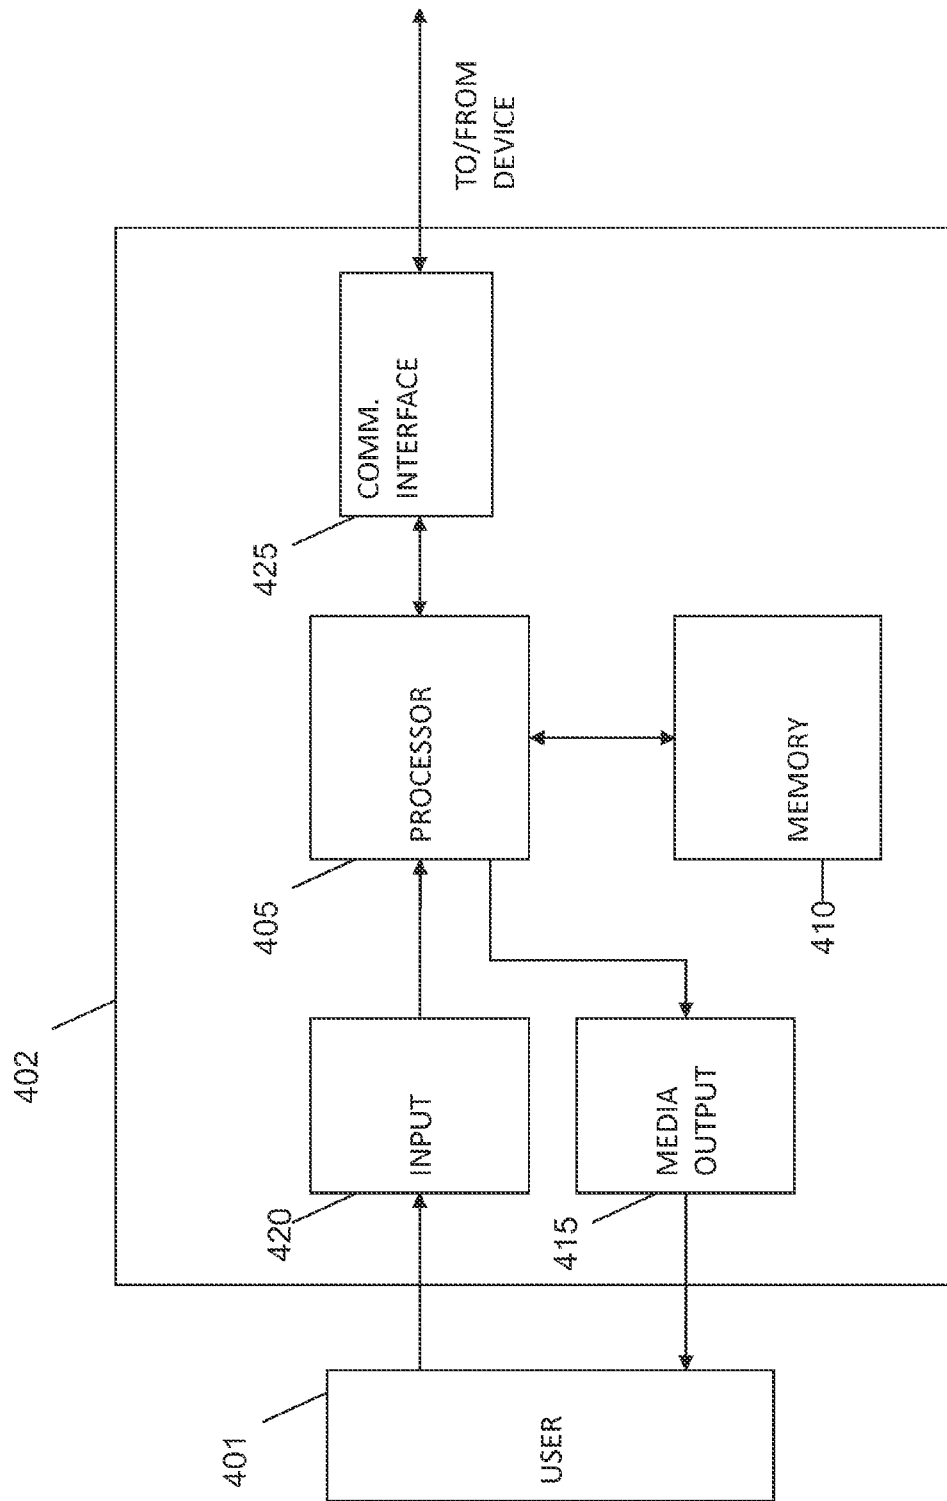 402
401
USER
420
INPUT
415
MEDIA
OUTPUT
405
PROCESSOR
410
MEMORY
425
COMM.
INTERFACE
TO/FROM
DEVICE